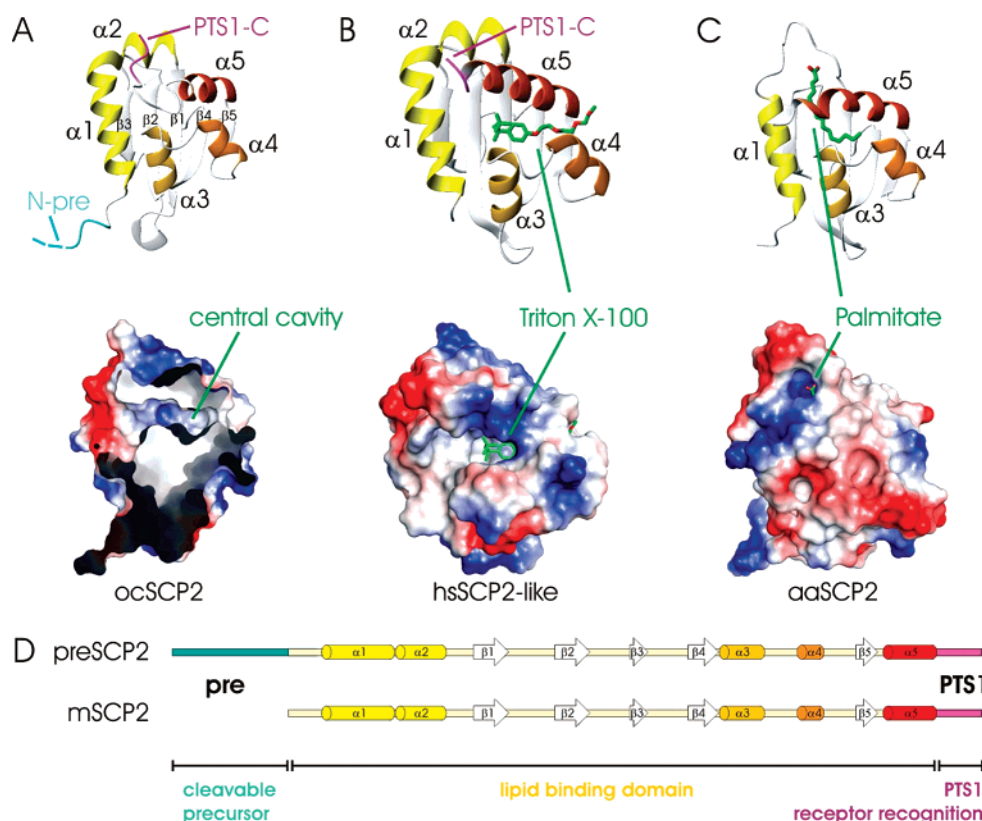 A
α2
PTS1-C
α5
α1
β3
β2
β1
β4
β5
α4
α3
N-pre
B
PTS1-C
α2
α5
α1
α4
α3
C
α5
α1
α4
α3
central cavity
Triton X-100
Palmitate
ocSCP2
hsSCP2-like
aaSCP2
D
preSCP2
α1
α2
β1
β2
β3
β4
α3
α4
β5
α5
pre
PTS1
mSCP2
α1
α2
β1
β2
β3
β4
α3
α4
β5
α5
cleavable
precursor
lipid binding domain
PTS1
receptor recognition